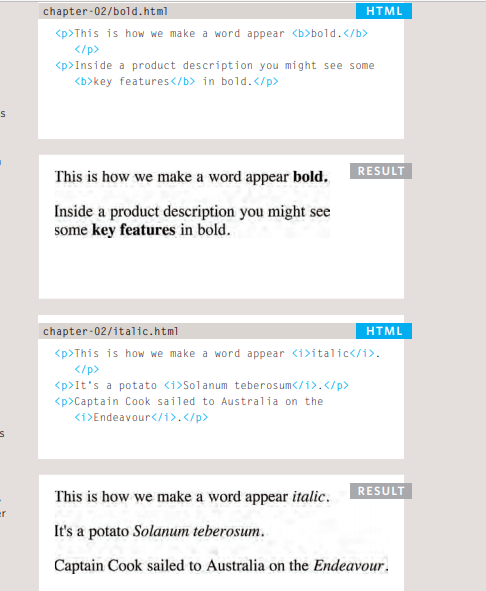 chapter-02/bold.html HTML
<p>This is how we make a word appear <b>bold.</b>
</p>
<p>Inside a product description you might see some
<b>key features</b> in bold.</p>
s
RESULT
This is how we make a word appear bold.
Inside a product description you might see
some key features in bold.
chapter-02/italic.html HTML
<p>This is how we make a word appear <i>italic</i>.
</p>
<p>It's a potato <i>Solanum teberosum</i>.</p>
<p>Captain Cook sailed to Australia on the
<i>Endeavour</i>.</p>
s
RESULT
This is how we make a word appear italic.
er
It's a potato Solanum teberosum.
Captain Cook sailed to Australia on the Endeavour.